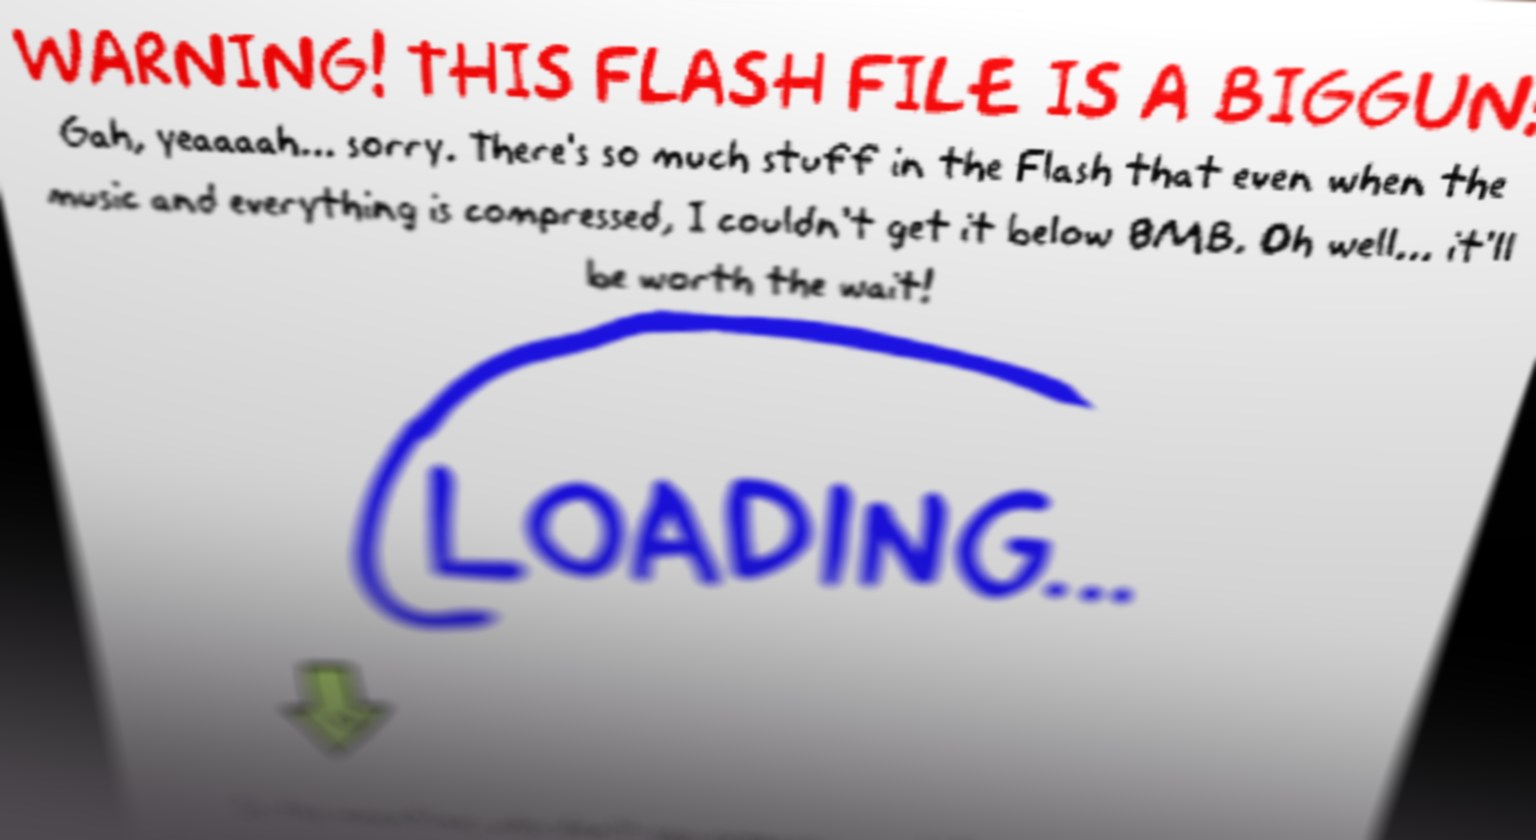 WARNING! THIS FLASH FILE IS A BIGGUN!
Gah, yeaaaah... sorry. There's so much stuff in the Flash that even when the
music and everything is compressed, I couldn't get it below 8MB. Oh well... it'll
be worth the wait!
LOADING...